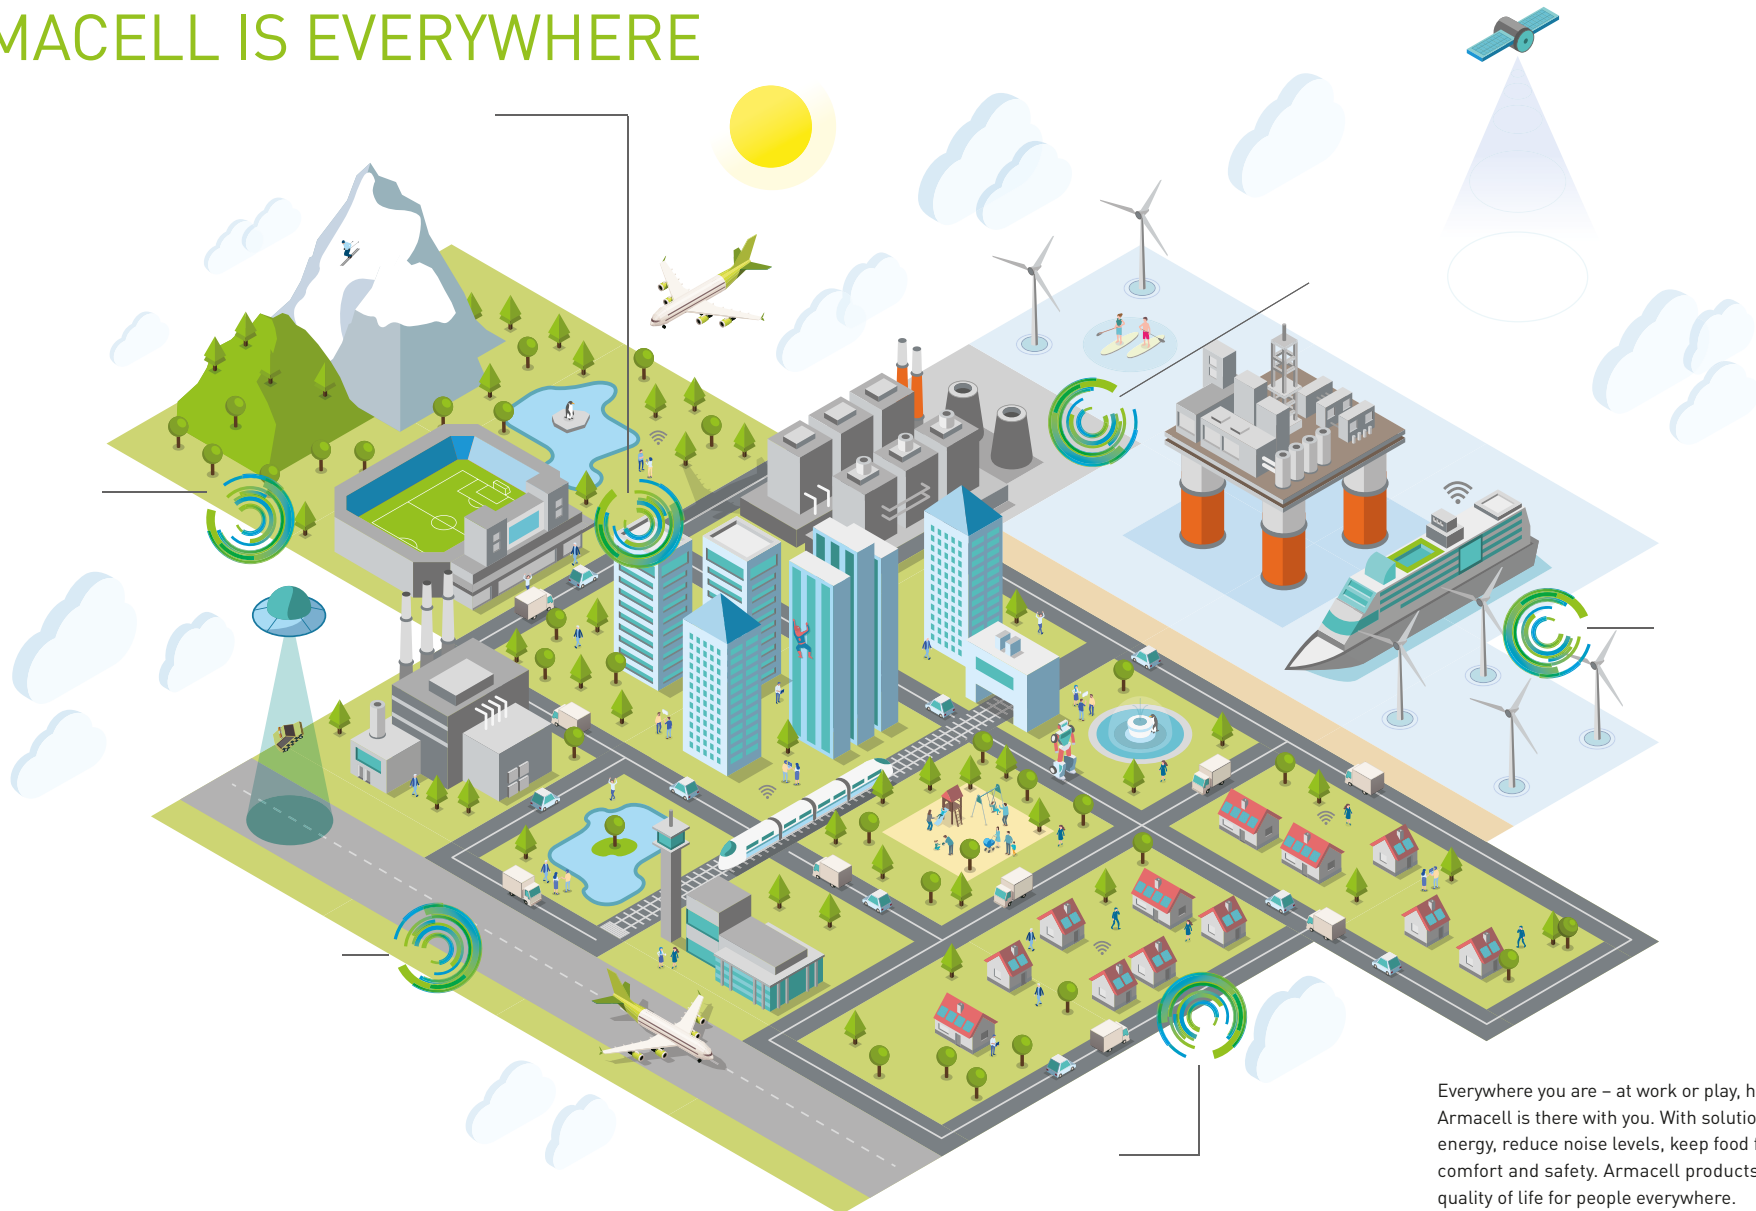 MACELL IS EVERYWHERE
Everywhere you are – at work or play, h
Armacell is there with you. With solutio
energy, reduce noise levels, keep food f
comfort and safety. Armacell products
quality of life for people everywhere.